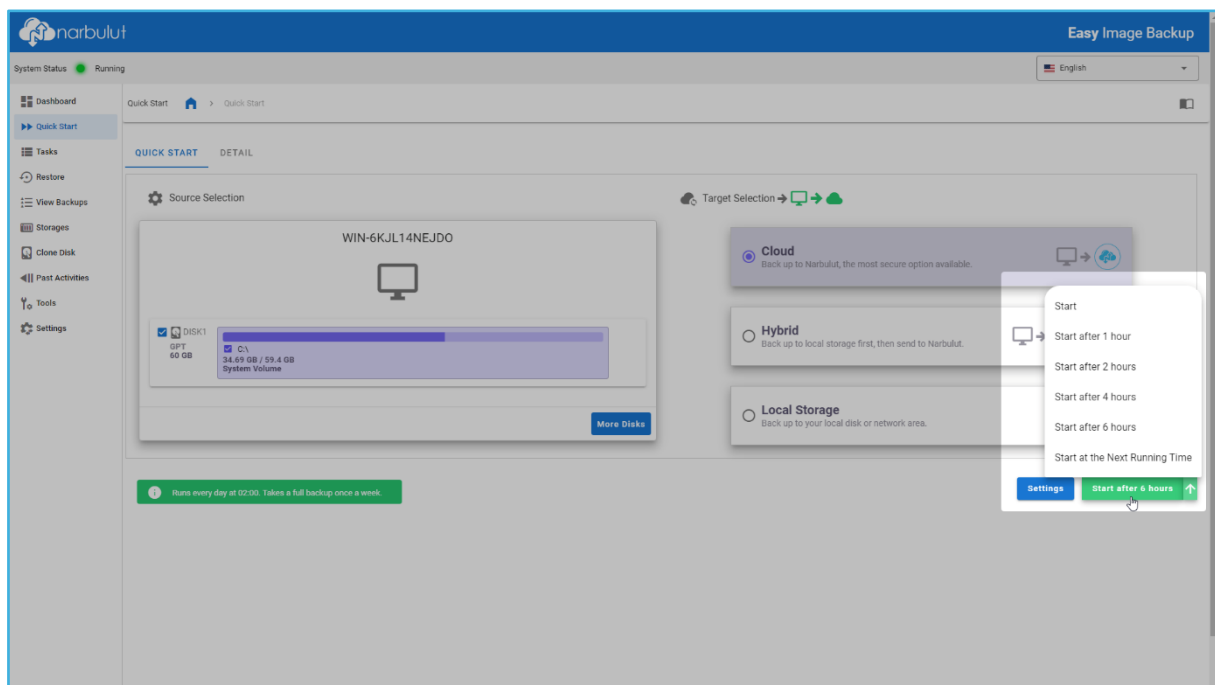 narbulut
Easy Image Backup
System Status
Running
English
Dashboard
Quick Start
Tasks
Restore
View Backups
Storages
Clone Disk
Past Activities
Tools
Settings
Quick Start > Quick Start
QUICK START
DETAIL
Source Selection
WIN-6KJL14NEJDO
DISK1
GPT
60 GB
C:\
34.69 GB / 59.4 GB
System Volume
More Disks
Target Selection
Cloud
Back up to Narbulut, the most secure option available.
Hybrid
Back up to local storage first, then send to Narbulut.
Local Storage
Back up to your local disk or network area.
Start
Start after 1 hour
Start after 2 hours
Start after 4 hours
Start after 6 hours
Start at the Next Running Time
Runs every day at 02:00. Takes a full backup once a week.
Settings
Start after 6 hours